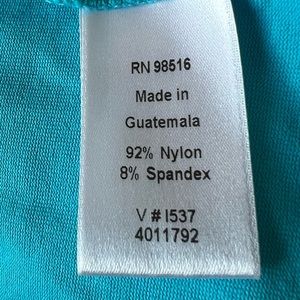 RN 98516
Made in
Guatemala
92% Nylon
8% Spandex
V # I537
4011792